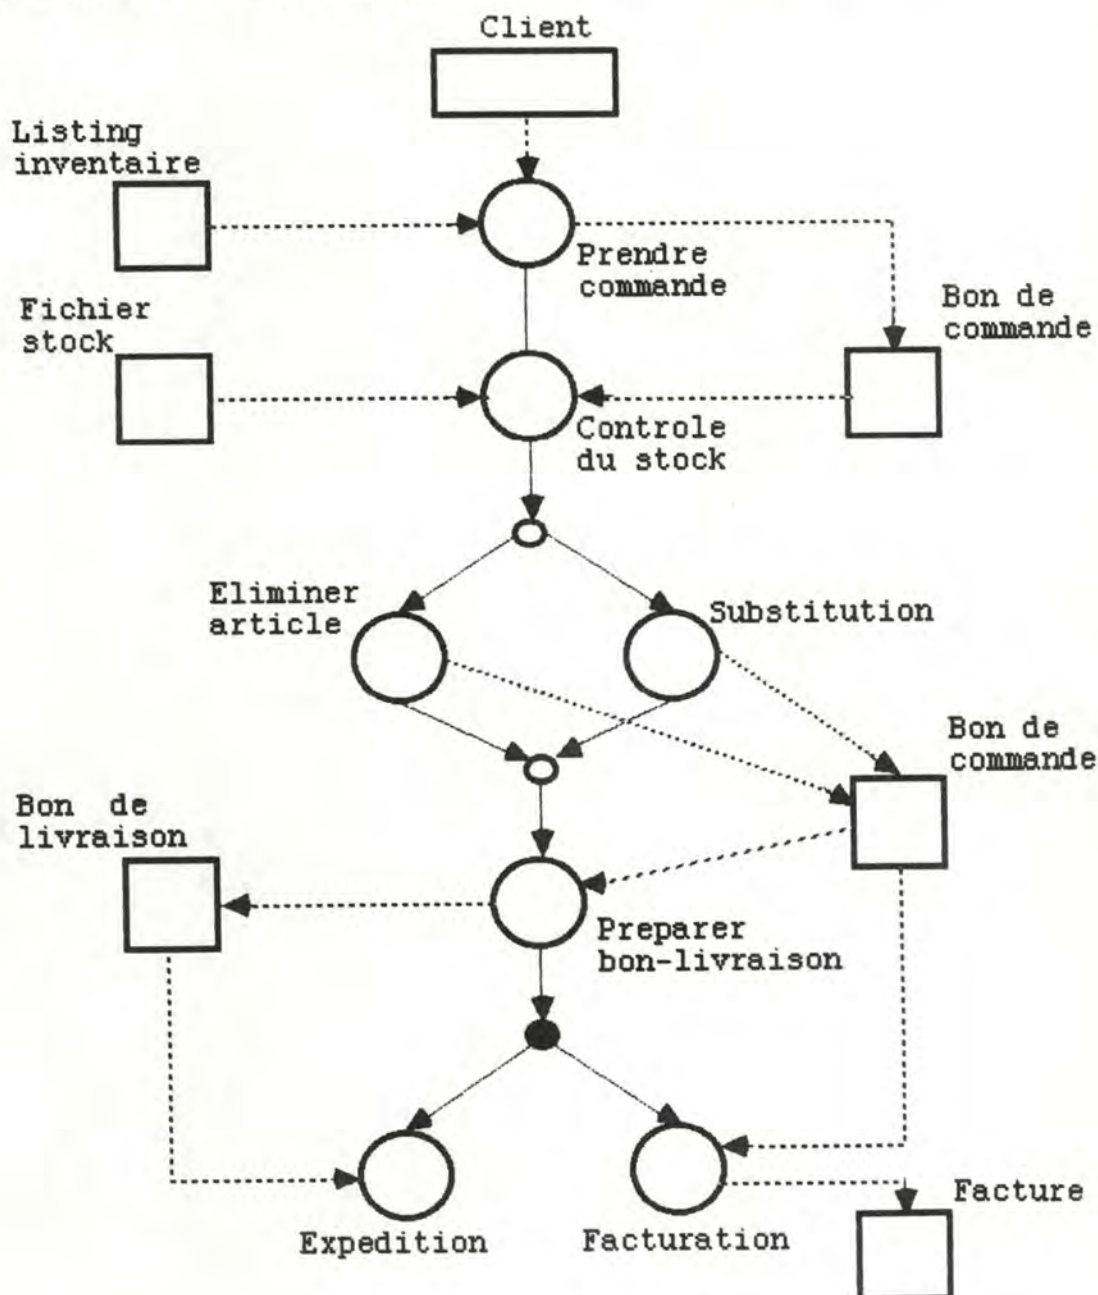 Client
Listing
inventaire
Prendre
commande
Fichier
stock
Bon de
commande
Controle
du stock
Eliminer
article
Substitution
Bon de
commande
Bon de
livraison
Preparer
bon-livraison
Expedition
Facturation
Facture